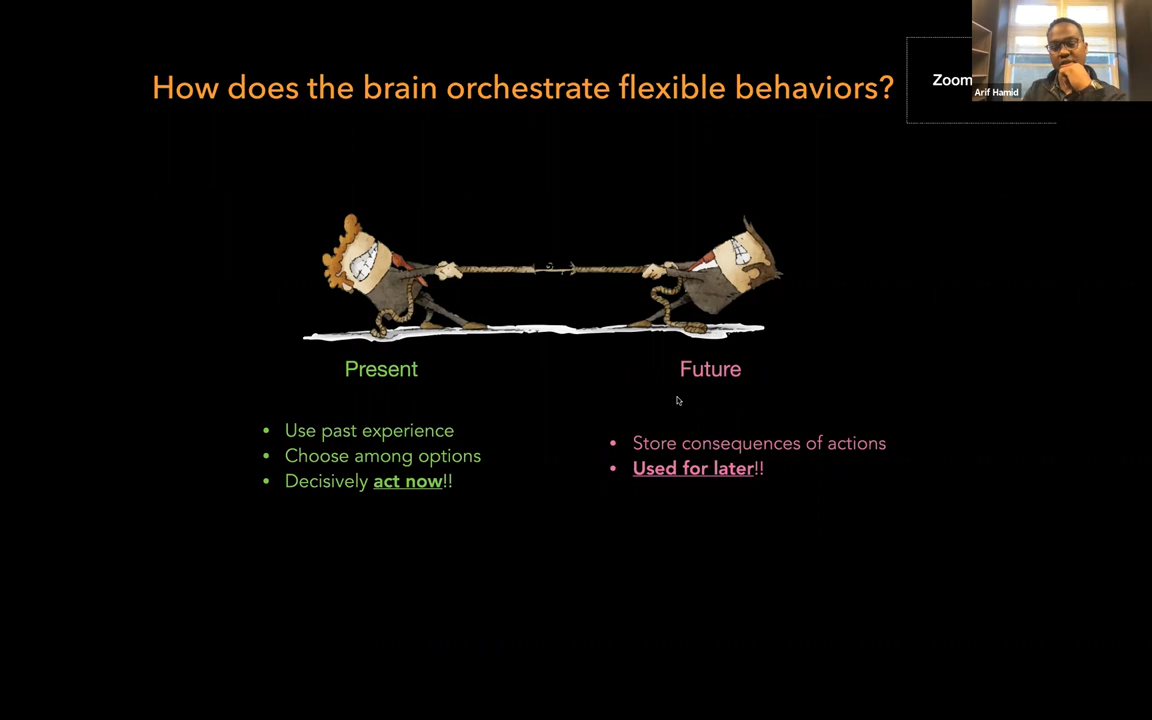 How does the brain orchestrate flexible behaviors?
Zoom
Arif Hamid
Present
Future
• Use past experience
• Choose among options
• Decisively act now!!
• Store consequences of actions
• Used for later!!